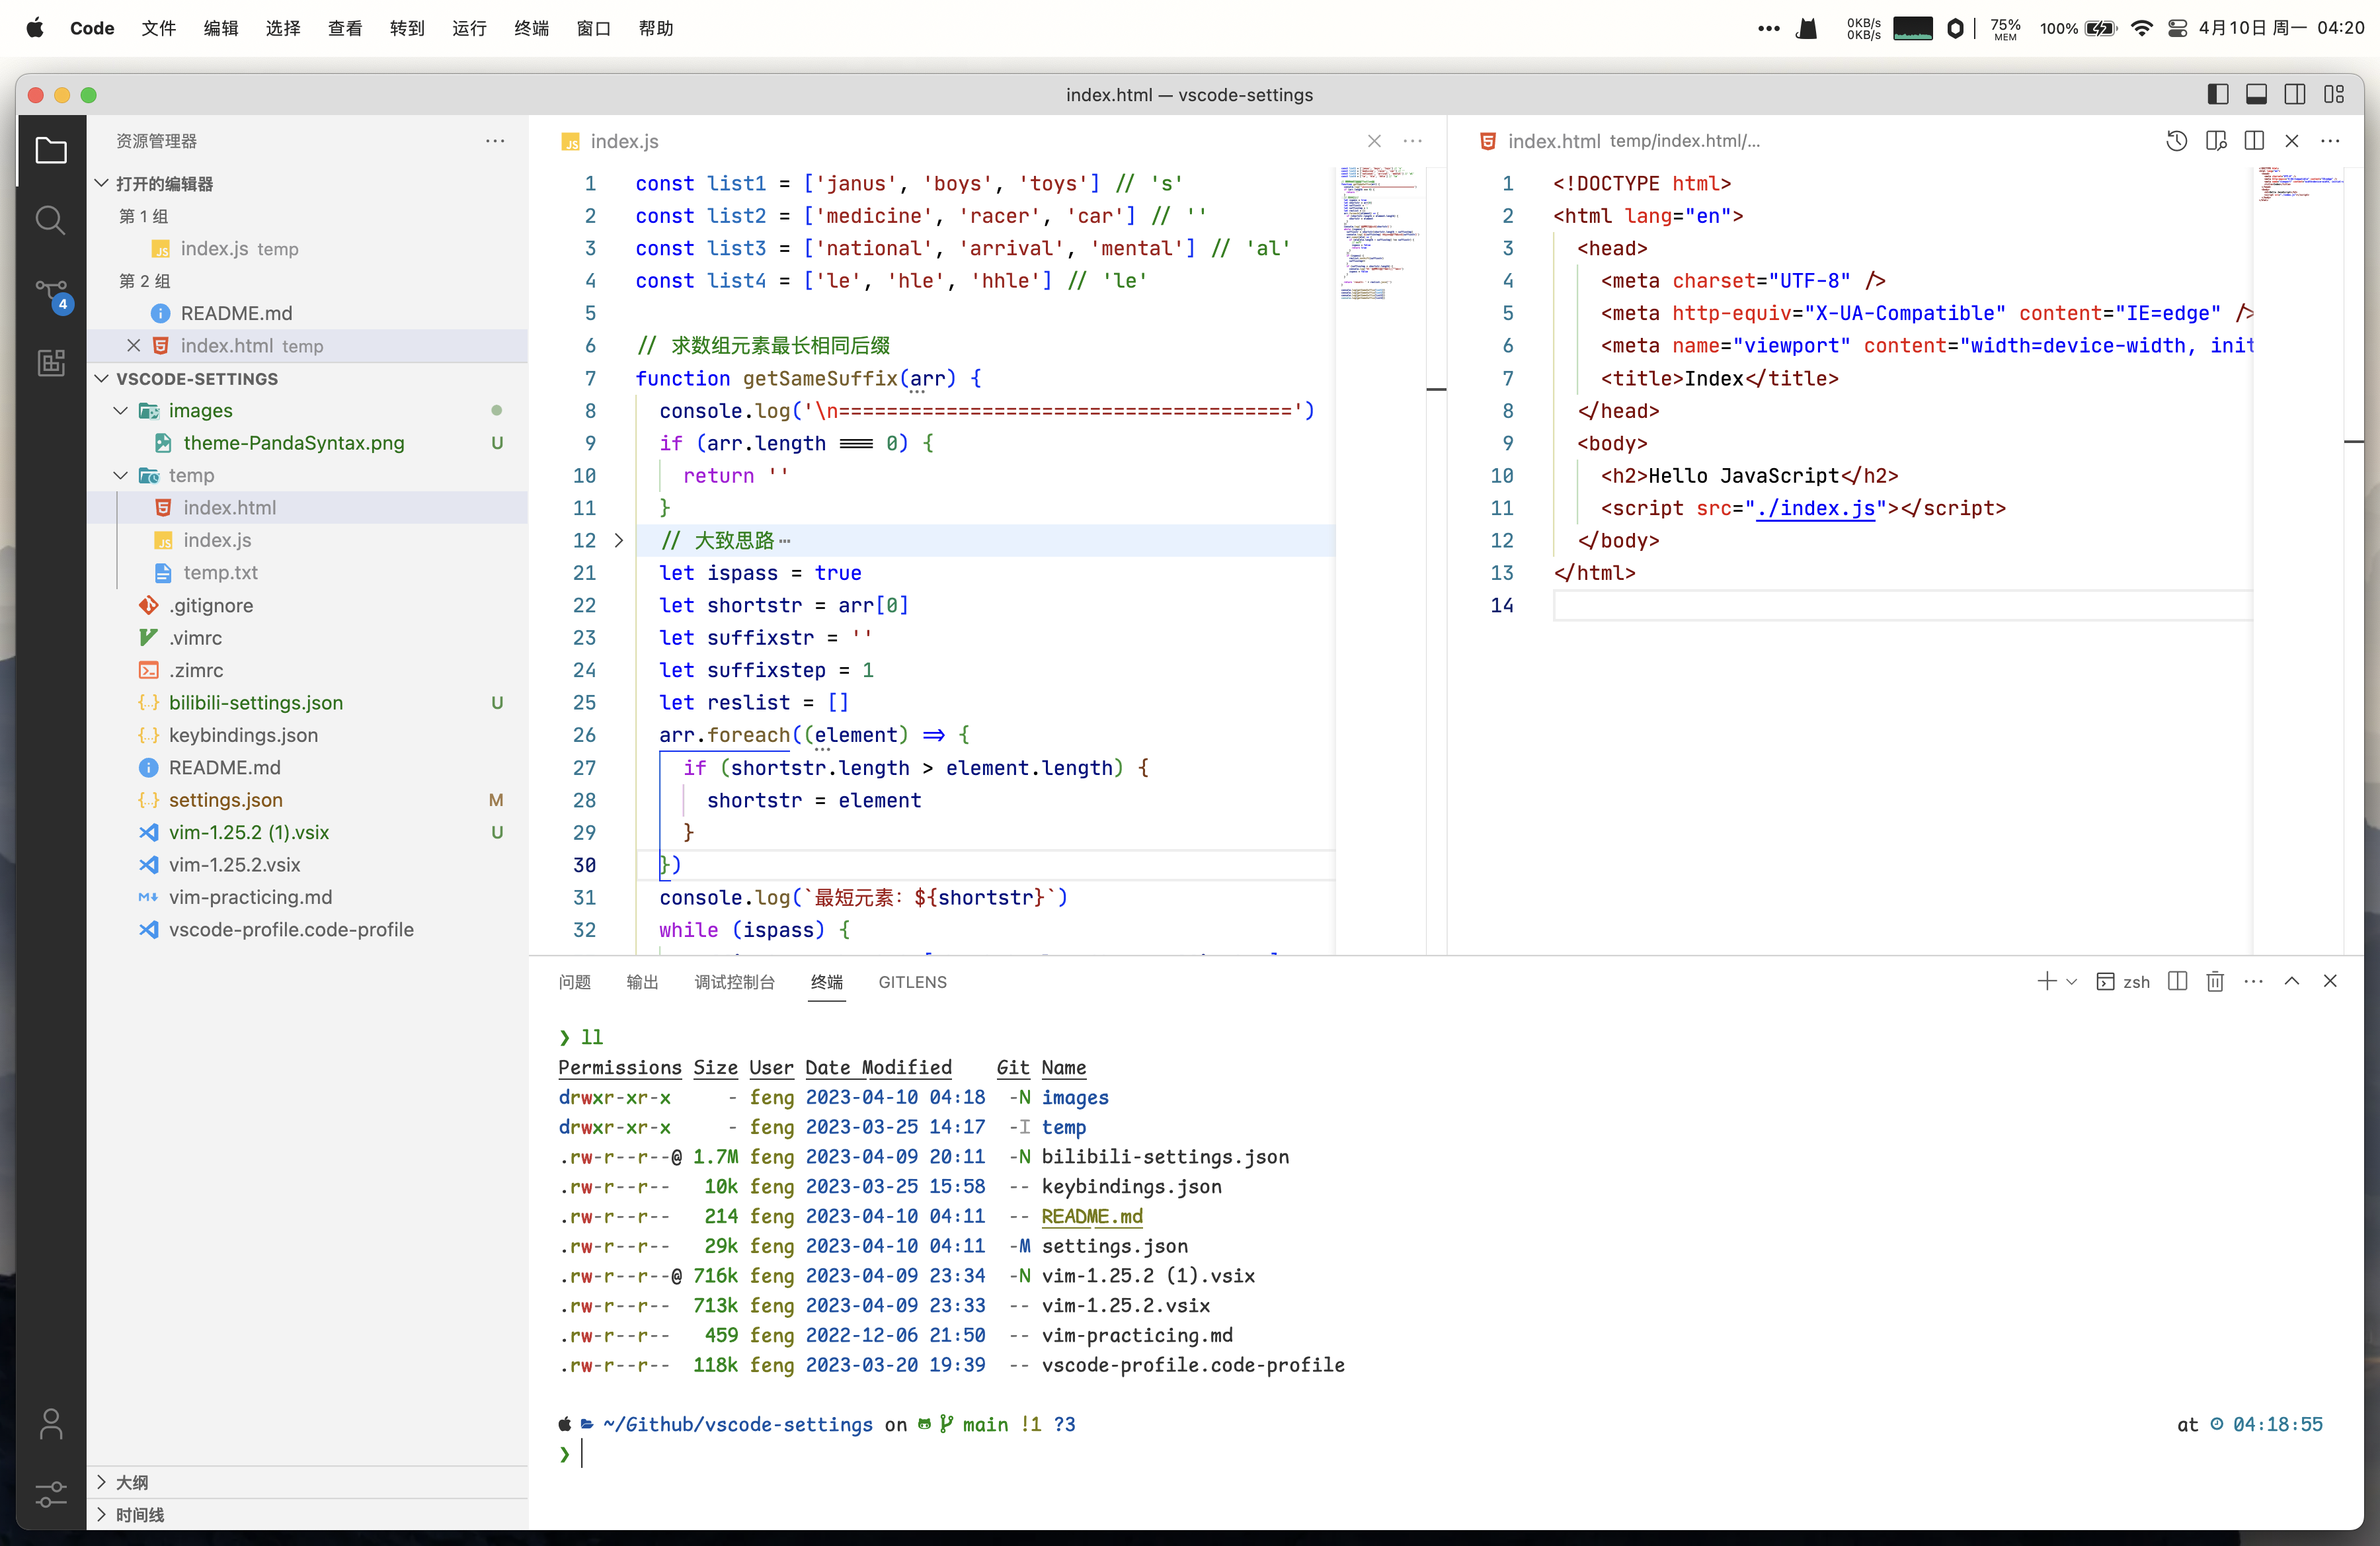 Code 文件 编辑 选择 查看 转到 运行 终端 窗口 帮助 0KB/s 0KB/s 75% MEM 100% 4月10日 周一 04:20
index.html — vscode-settings
资源管理器
打开的编辑器
第 1 组
index.js temp
第 2 组
README.md
index.html temp
VSCODE-SETTINGS
images
theme-PandaSyntax.png U
temp
index.html
index.js
temp.txt
.gitignore
.vimrc
.zimrc
bilibili-settings.json U
keybindings.json
README.md
settings.json M
vim-1.25.2 (1).vsix U
vim-1.25.2.vsix
vim-practicing.md
vscode-profile.code-profile
大纲
时间线
4
index.js
1 const list1 = ['janus', 'boys', 'toys'] // 's'
2 const list2 = ['medicine', 'racer', 'car'] // ''
3 const list3 = ['national', 'arrival', 'mental'] // 'al'
4 const list4 = ['le', 'hle', 'hhle'] // 'le'
5
6 // 求数组元素最长相同后缀
7 function getSameSuffix(arr) {
8 console.log('\n======================================')
9 if (arr.length === 0) {
10 return ''
11 }
12 // 大致思路⋯
21 let ispass = true
22 let shortstr = arr[0]
23 let suffixstr = ''
24 let suffixstep = 1
25 let reslist = []
26 arr.foreach((element) => {
27 if (shortstr.length > element.length) {
28 shortstr = element
29 }
30 })
31 console.log(`最短元素: ${shortstr}`)
32 while (ispass) {
index.html temp/index.html/...
1 <!DOCTYPE html>
2 <html lang="en">
3 <head>
4 <meta charset="UTF-8" />
5 <meta http-equiv="X-UA-Compatible" content="IE=edge" />
6 <meta name="viewport" content="width=device-width, init
7 <title>Index</title>
8 </head>
9 <body>
10 <h2>Hello JavaScript</h2>
11 <script src="./index.js"></script>
12 </body>
13 </html>
14
问题 输出 调试控制台 终端 GITLENS zsh
❯ ll
Permissions Size User Date Modified Git Name
drwxr-xr-x - feng 2023-04-10 04:18 -N images
drwxr-xr-x - feng 2023-03-25 14:17 -I temp
.rw-r--r--@ 1.7M feng 2023-04-09 20:11 -N bilibili-settings.json
.rw-r--r-- 10k feng 2023-03-25 15:58 -- keybindings.json
.rw-r--r-- 214 feng 2023-04-10 04:11 -- README.md
.rw-r--r-- 29k feng 2023-04-10 04:11 -M settings.json
.rw-r--r--@ 716k feng 2023-04-09 23:34 -N vim-1.25.2 (1).vsix
.rw-r--r-- 713k feng 2023-04-09 23:33 -- vim-1.25.2.vsix
.rw-r--r-- 459 feng 2022-12-06 21:50 -- vim-practicing.md
.rw-r--r-- 118k feng 2023-03-20 19:39 -- vscode-profile.code-profile
~/Github/vscode-settings on main !1 ?3 at 04:18:55
❯